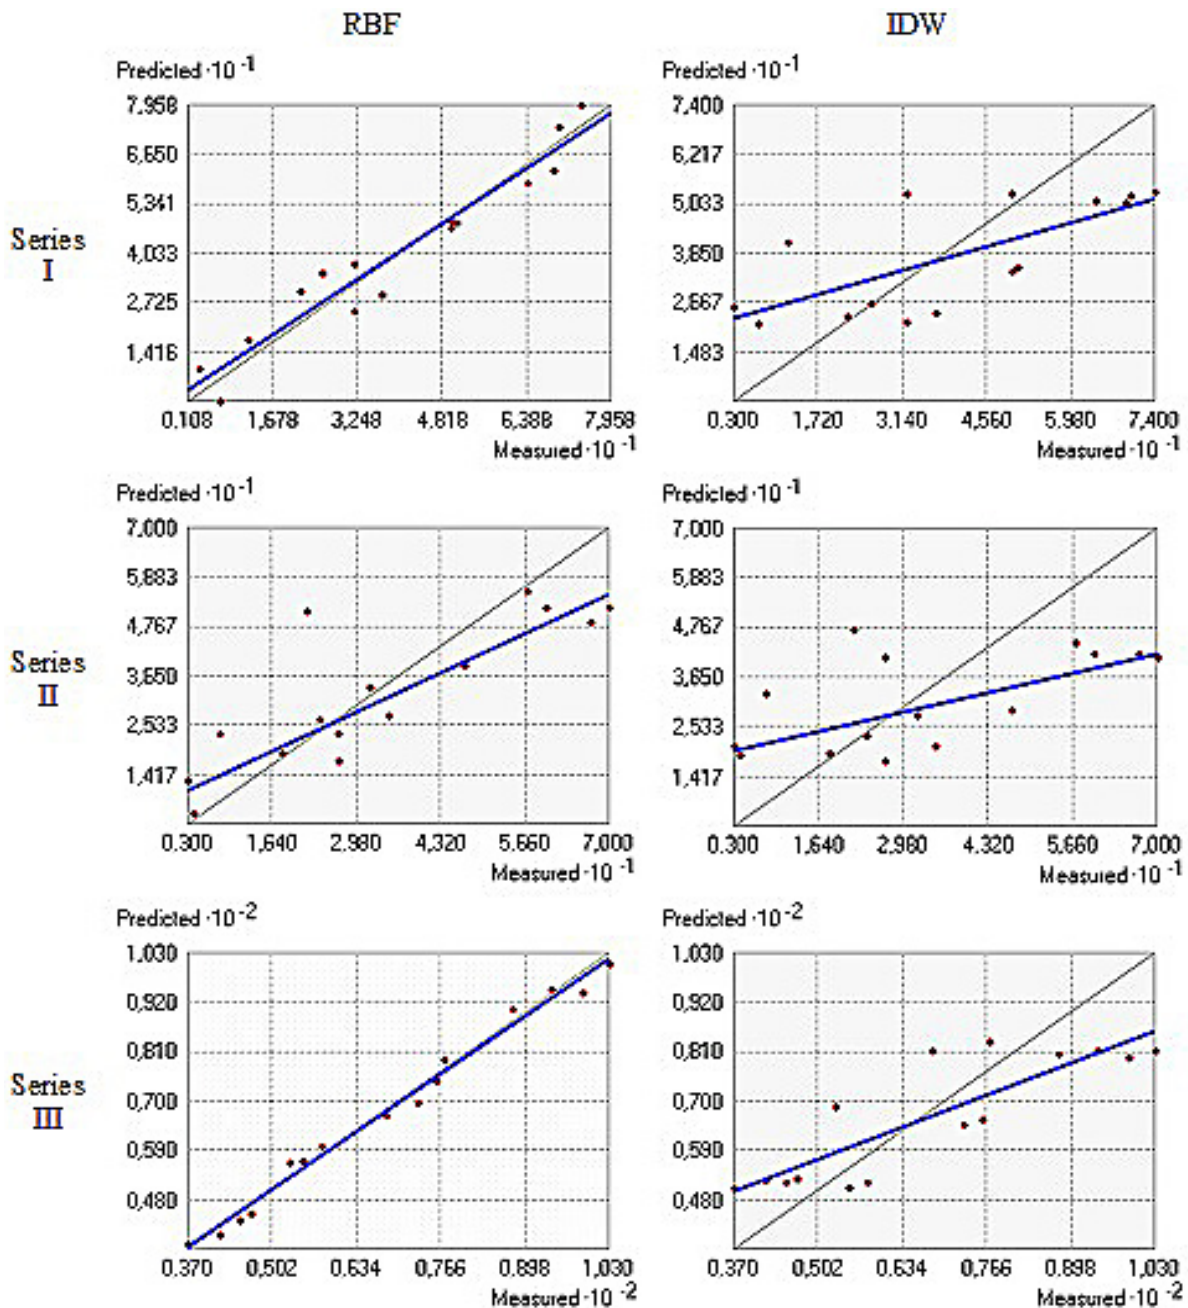 RBF IDW
Predicted ·10 -1 Predicted ·10 -1
7,958 7,400
6,650 6,217
5,341 5,033
Series
I
4,033 3,850
2,725 2,667
1,416 1,483
0.108 1,678 3,248 4,818 6,388 7,958 0.300 1,720 3.140 4,560 5,980 7,400
Measured ·10 -1 Measured ·10 -1
Predicted ·10 -1 Predicted ·10 -1
7,000 7,000
5,883 5,883
4,767 4,767
Series
II
3,650 3,650
2,533 2,533
1,417 1,417
0.300 1,640 2.980 4,320 5.660 7,000 0.300 1,640 2,980 4,320 5,660 7,000
Measured ·10 -1 Measured ·10 -1
Predicted ·10 -2 Predicted ·10 -2
1,030 1,030
0,920 0,920
0,810 0,810
Series
III
0,700 0,700
0,590 0,590
0,480 0,480
0.370 0,502 0.634 0,766 0.898 1,030 0.370 0,502 0.634 0,766 0.898 1,030
Measured ·10 -2 Measured ·10 -2